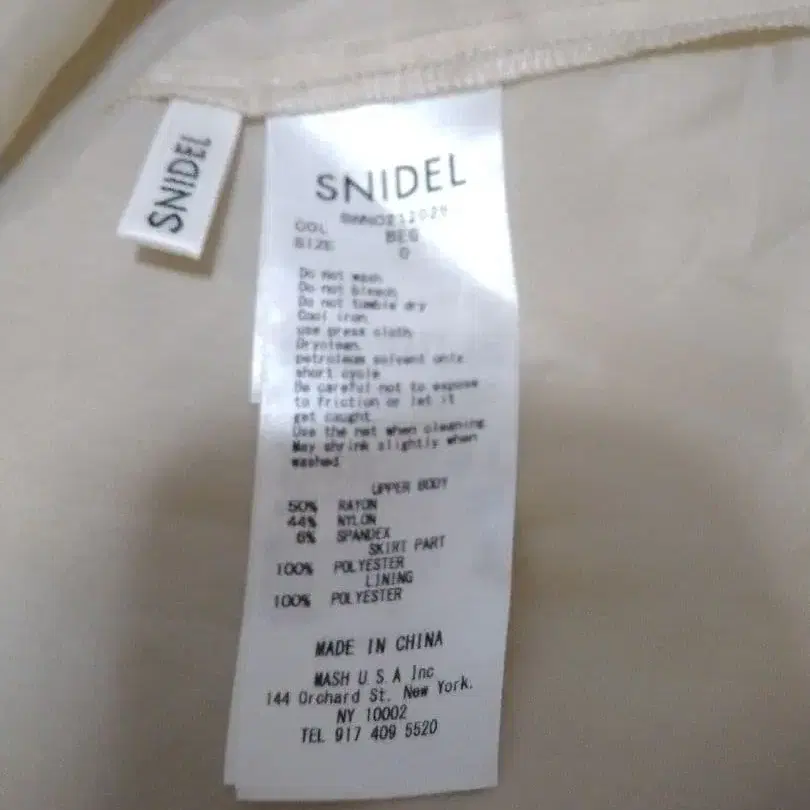 SNIDEL
SNIDEL
COL BEG
SIZE 0
Do not wash
Do not bleach
Do not tumble dry
Cool iron
use press cloth
Dryclean
petroleum solvent only
short cycle
Be careful not to expose
to friction or let it
get caught
Use the net when cleaning
May shrink slightly when
washed
UPPER BODY
50% RAYON
44% NYLON
6% SPANDEX
SKIRT PART
100% POLYESTER
LINING
100% POLYESTER
MADE IN CHINA
MASH U.S.A Inc
144 Orchard St. New York.
NY 10002
TEL 917 409 5520